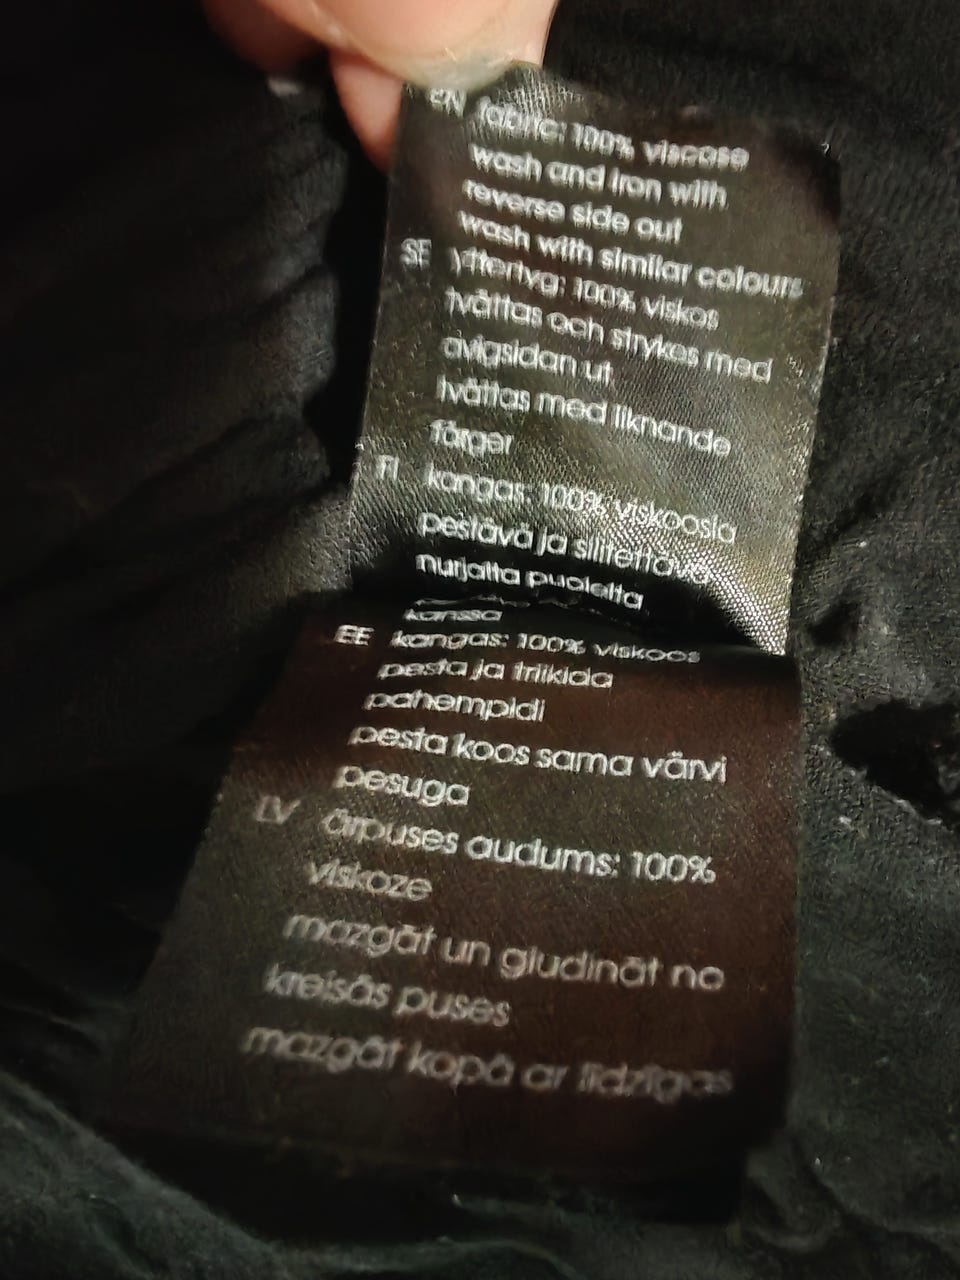 EN fabric: 100% viscose
wash and iron with
reverse side out
wash with similar colours
SE yttertyg: 100% viskos
tvättas och strykas med
avigsidan ut
tvättas med liknande
färger
FI kangas: 100% viskoosia
pestävä ja silitettävä
nurjalta puolelta
kanssa
EE kangas: 100% viskoos
pesta ja triikida
pahempidi
pesta koos sama värvi
pesuga
LV ārpuses audums: 100%
viskoze
mazgāt un gludināt no
kreisās puses
mazgāt kopā ar līdzīgas